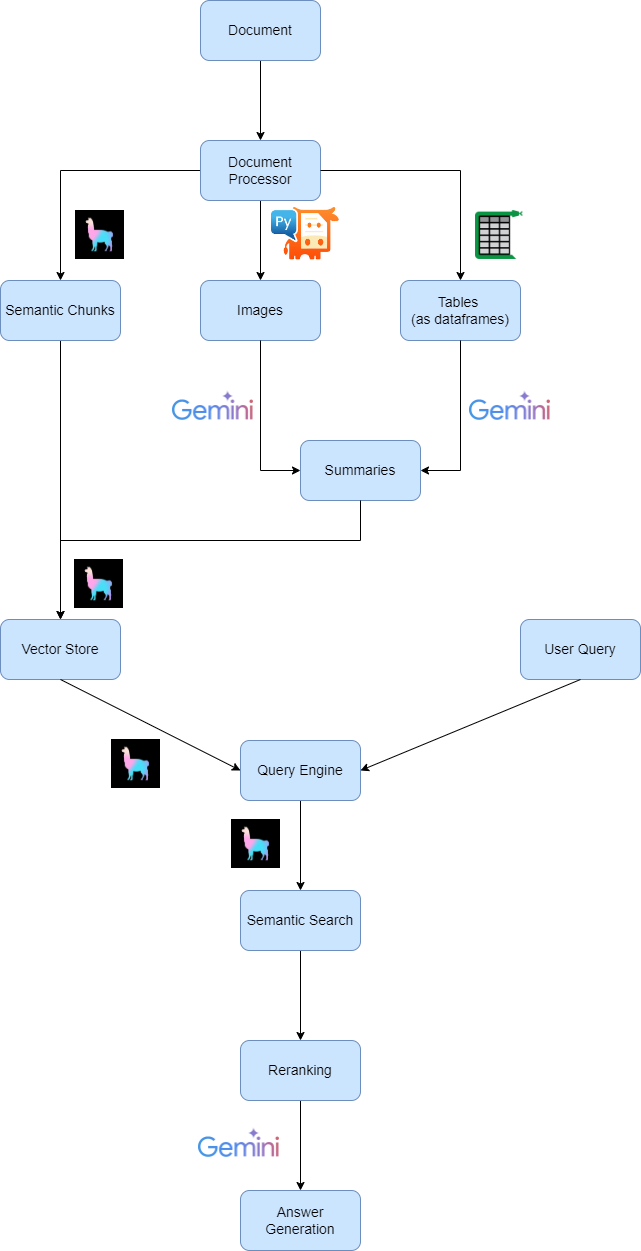 Document
Document
Processor
Py
Semantic Chunks
Images
Tables
(as dataframes)
Gemini
Gemini
Summaries
Vector Store
User Query
Query Engine
Semantic Search
Reranking
Gemini
Answer
Generation